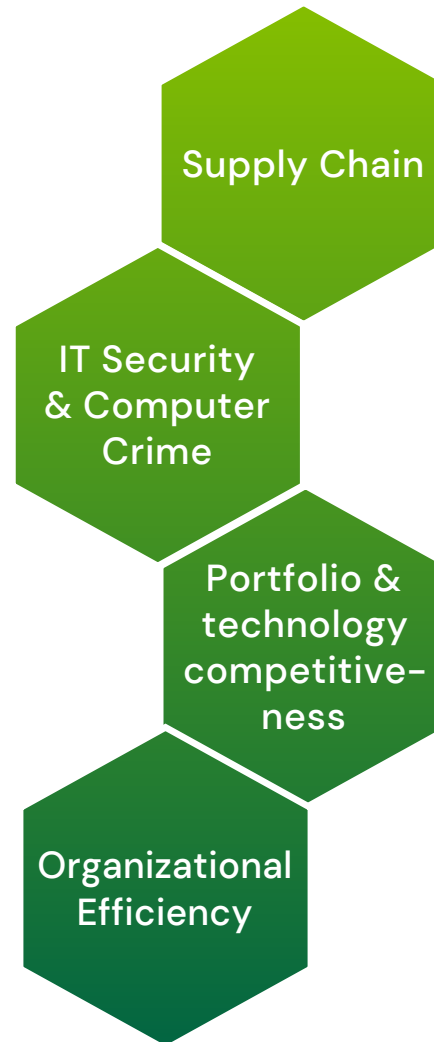 Supply Chain
IT Security
& Computer
Crime
Portfolio &
technology
competitive-
ness
Organizational
Efficiency